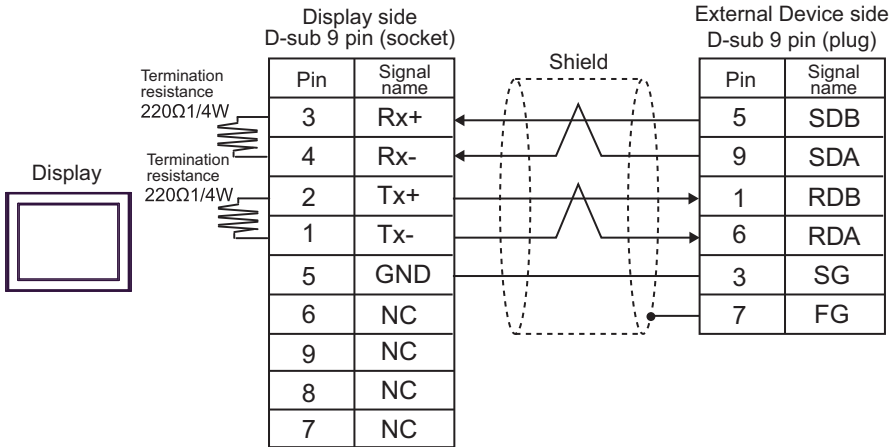 Display side
D-sub 9 pin (socket)
External Device side
D-sub 9 pin (plug)
Shield
Termination
resistance
220Ω1/4W
Termination
resistance
220Ω1/4W
Display
Pin Signal name
3 Rx+
4 Rx-
2 Tx+
1 Tx-
5 GND
6 NC
9 NC
8 NC
7 NC
Pin Signal name
5 SDB
9 SDA
1 RDB
6 RDA
3 SG
7 FG